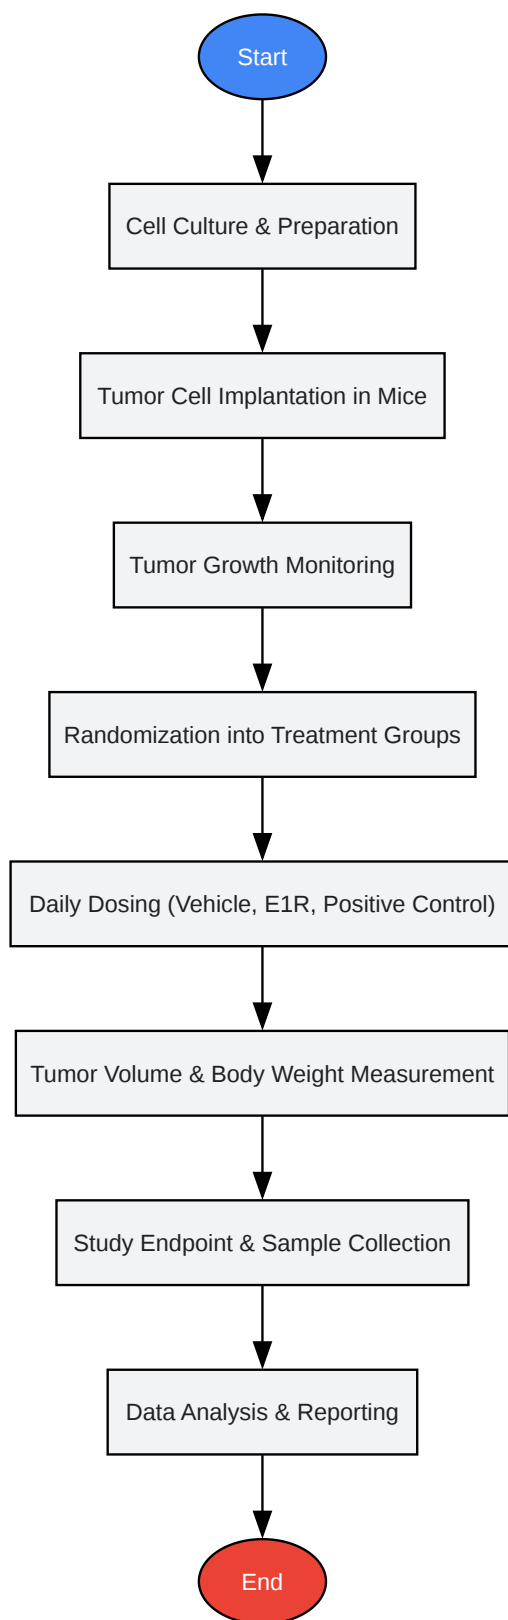 Start
Cell Culture & Preparation
Tumor Cell Implantation in Mice
Tumor Growth Monitoring
Randomization into Treatment Groups
Daily Dosing (Vehicle, E1R, Positive Control)
Tumor Volume & Body Weight Measurement
Study Endpoint & Sample Collection
Data Analysis & Reporting
End